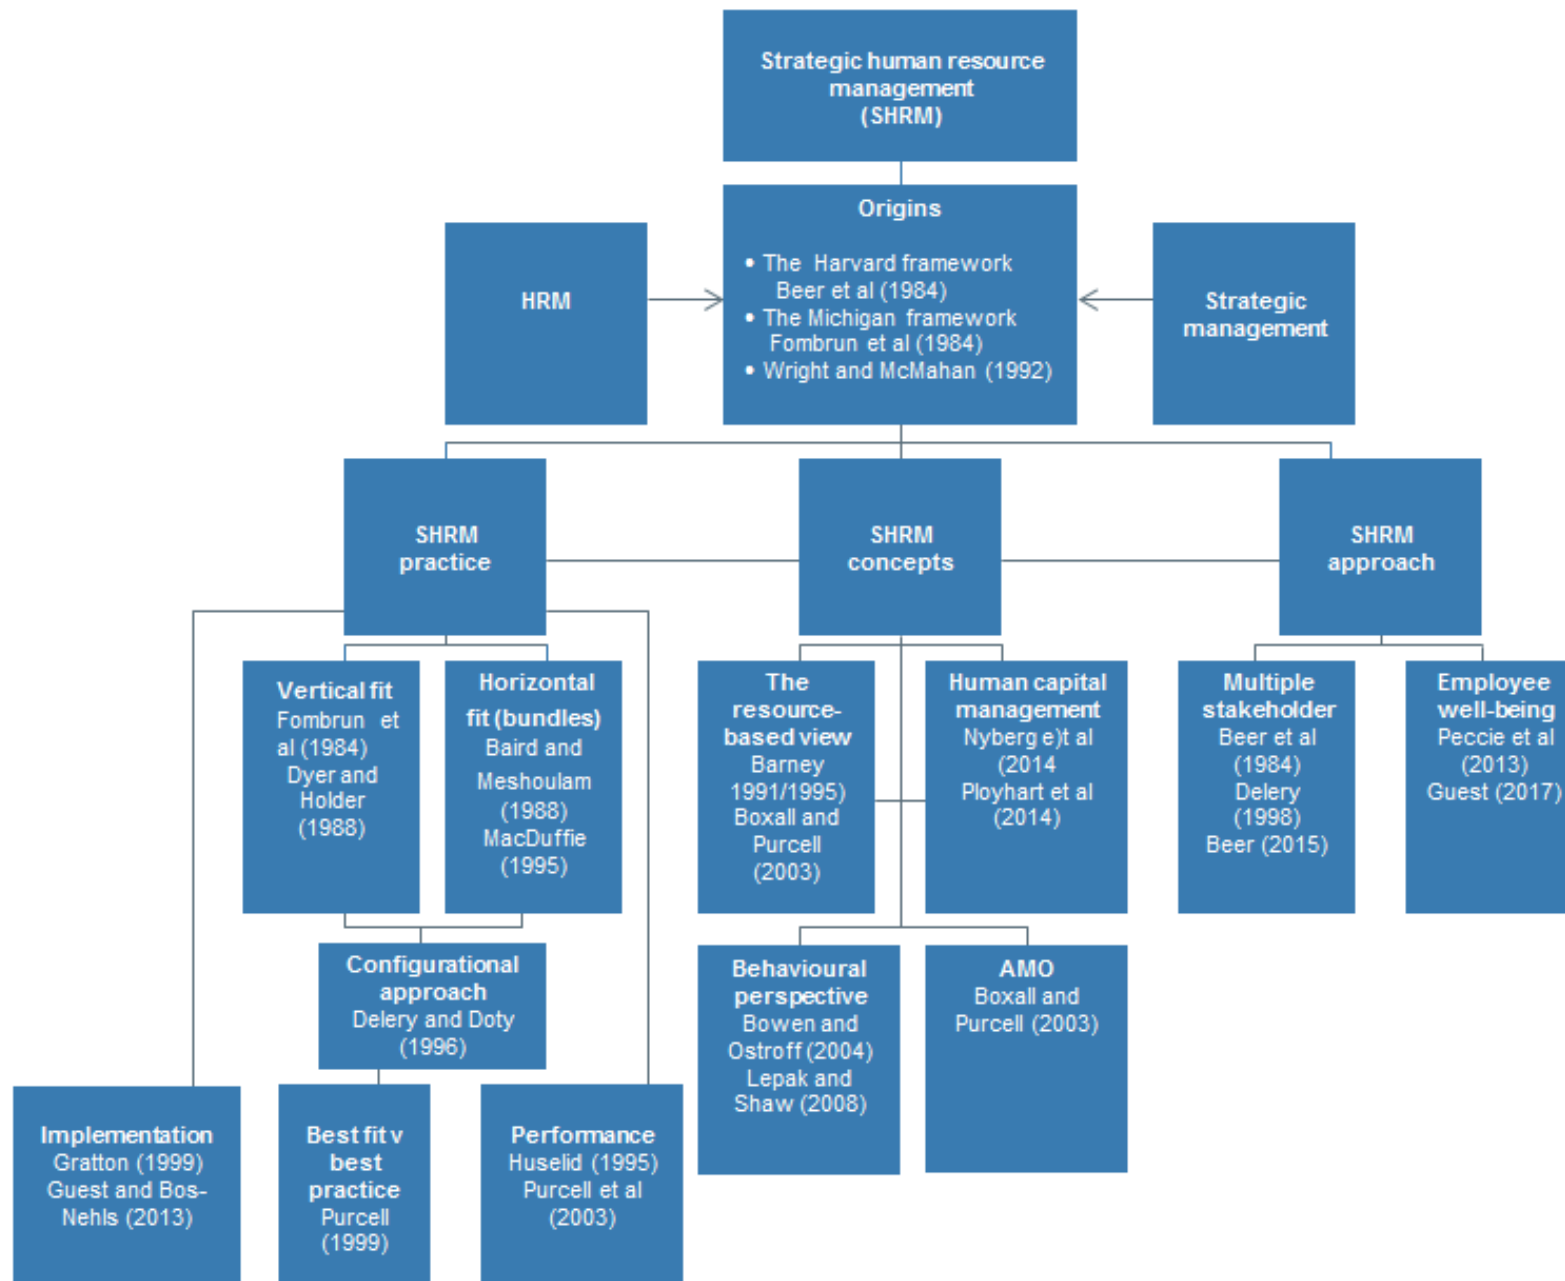 Strategic human resource
management
(SHRM)
Origins
• The Harvard framework
Beer et al (1984)
• The Michigan framework
Fombrun et al (1984)
• Wright and McMahan (1992)
HRM
Strategic
management
SHRM
practice
SHRM
concepts
SHRM
approach
Vertical fit
Fombrun et
al (1984)
Dyer and
Holder
(1988)
Horizontal
fit (bundles)
Baird and
Meshoulam
(1988)
MacDuffie
(1995)
The
resource-
based view
Barney
1991/1995)
Boxall and
Purcell
(2003)
Human capital
management
Nyberg e)t al
(2014
Ployhart et al
(2014)
Multiple
stakeholder
Beer et al
(1984)
Delery
(1998)
Beer (2015)
Employee
well-being
Peccie et al
(2013)
Guest (2017)
Configurational
approach
Delery and Doty
(1996)
Behavioural
perspective
Bowen and
Ostroff (2004)
Lepak and
Shaw (2008)
AMO
Boxall and
Purcell (2003)
Implementation
Gratton (1999)
Guest and Bos-
Nehls (2013)
Best fit v
best
practice
Purcell
(1999)
Performance
Huselid (1995)
Purcell et al
(2003)